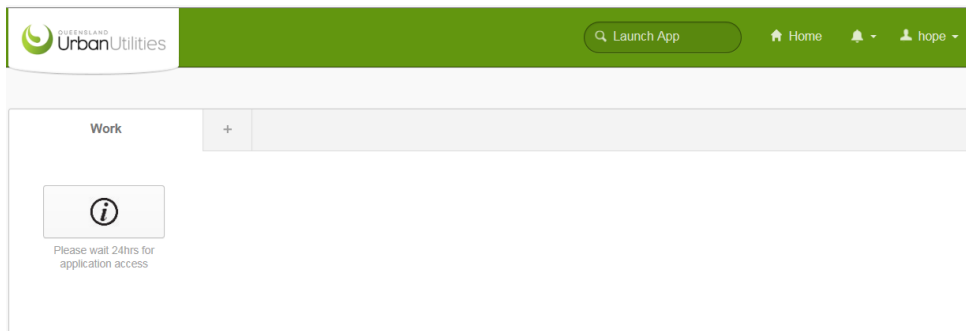 QUEENSLAND
UrbanUtilities
Launch App
Home
hope
Work
+
i
Please wait 24hrs for
application access